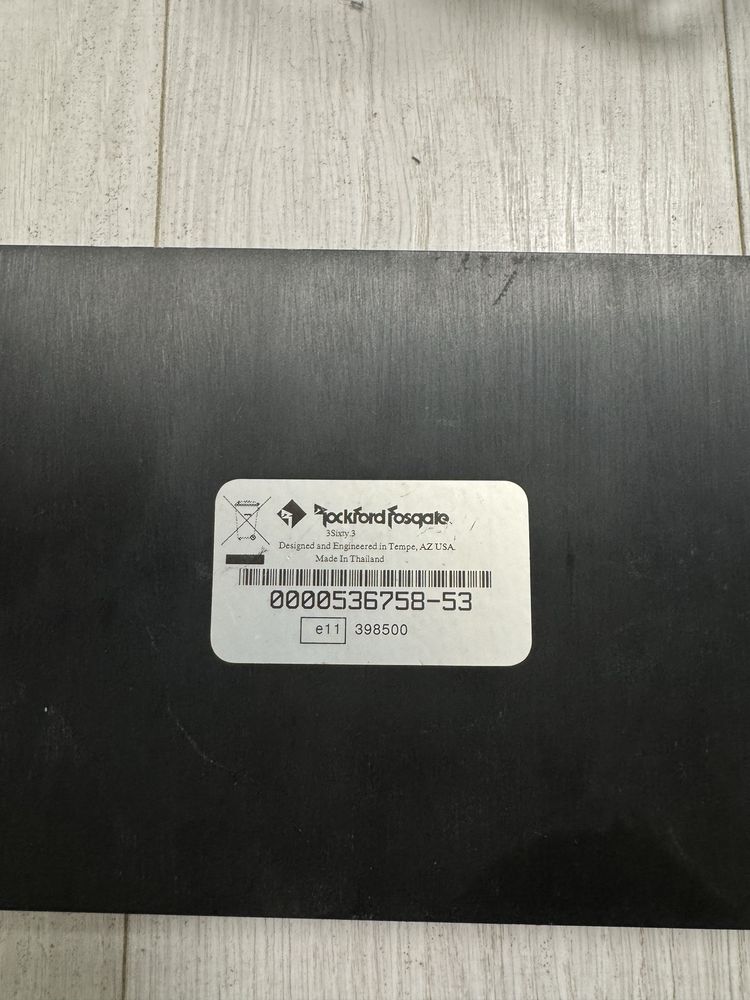 Rockford Fosgate
3Sixty.3
Designed and Engineered in Tempe, AZ USA.
Made In Thailand
0000536758-53
e11 398500